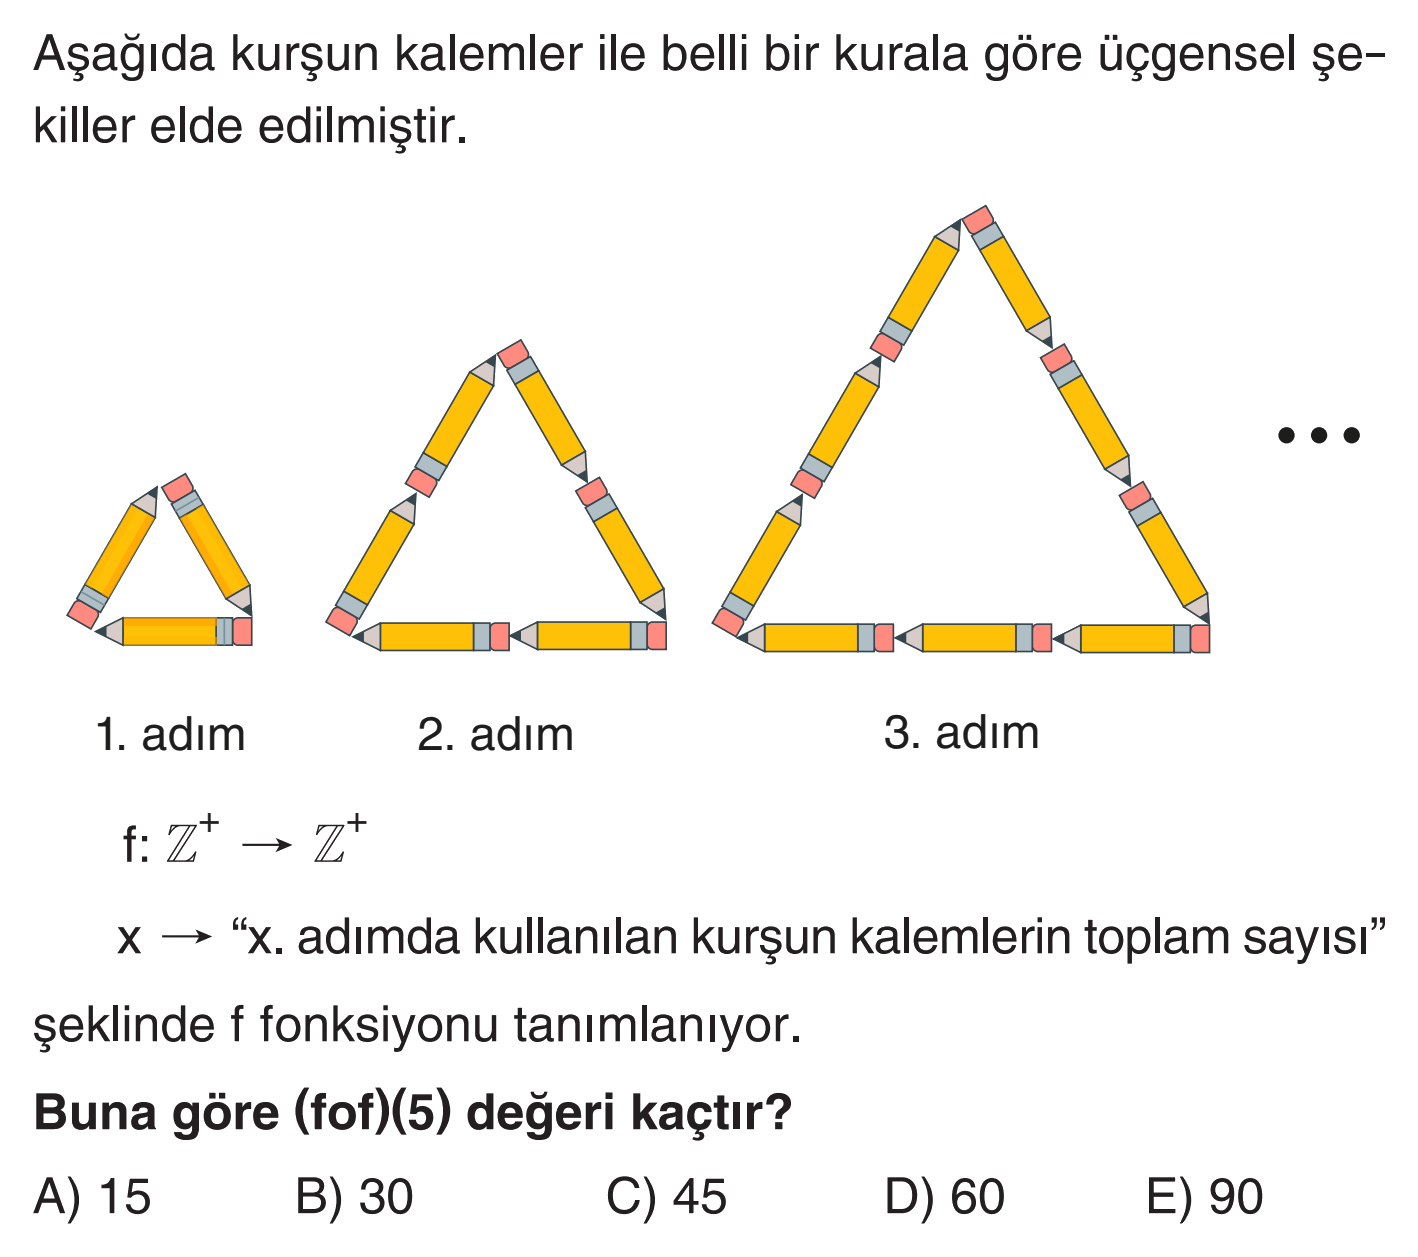 Aşağıda kurşun kalemler ile belli bir kurala göre üçgensel şe-
killer elde edilmiştir.
1. adım 2. adım 3. adım
f: ℤ⁺ → ℤ⁺
x → “x. adımda kullanılan kurşun kalemlerin toplam sayısı”
şeklinde f fonksiyonu tanımlanıyor.
Buna göre (fof)(5) değeri kaçtır?
A) 15 B) 30 C) 45 D) 60 E) 90